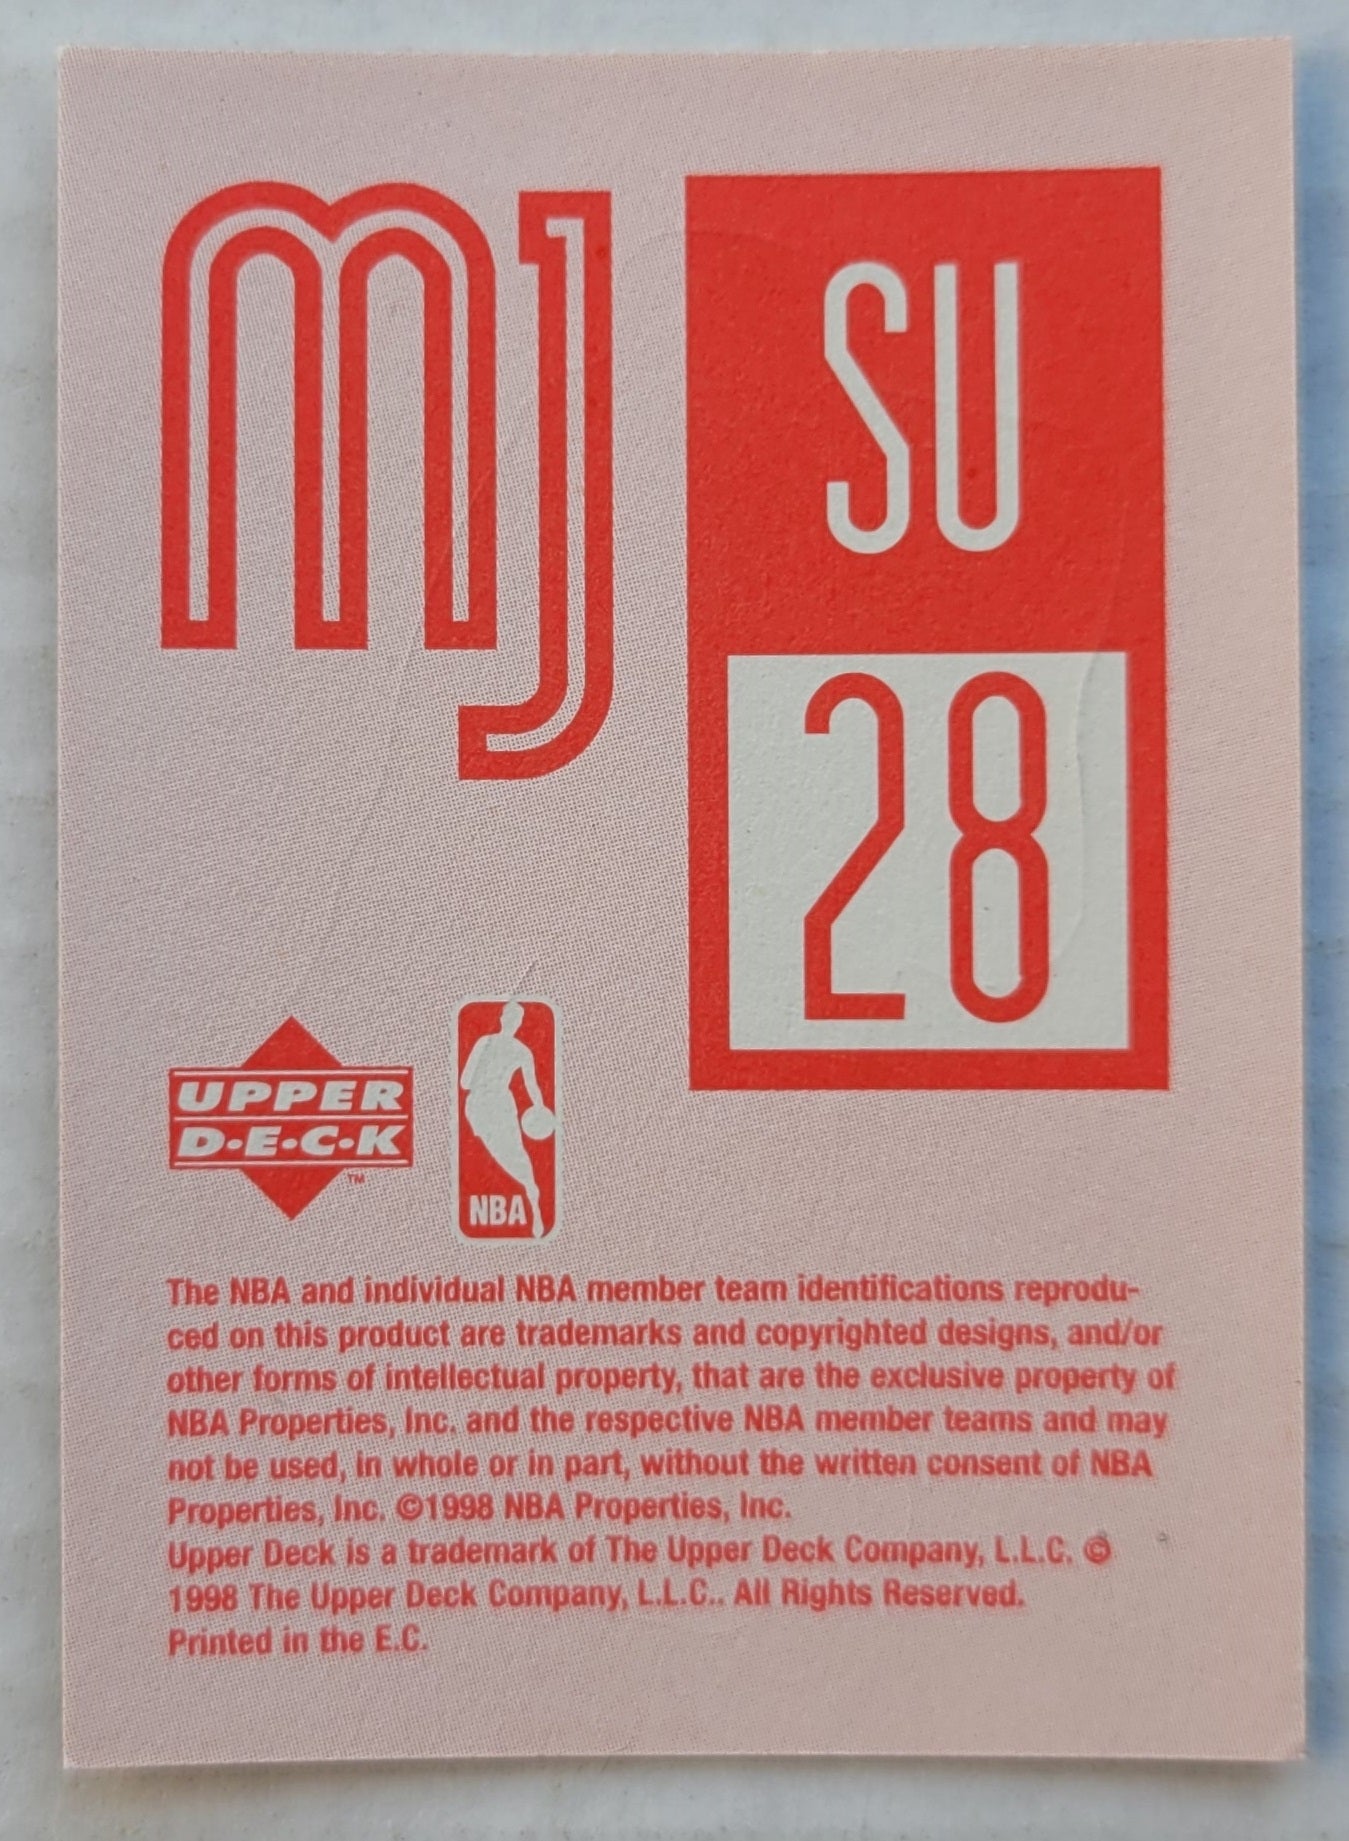 MJ
SU
28
UPPER
D•E•C•K
™
NBA
The NBA and individual NBA member team identifications reprodu-
ced on this product are trademarks and copyrighted designs, and/or
other forms of intellectual property, that are the exclusive property of
NBA Properties, Inc. and the respective NBA member teams and may
not be used, in whole or in part, without the written consent of NBA
Properties, Inc. ©1998 NBA Properties, Inc.
Upper Deck is a trademark of The Upper Deck Company, L.L.C. ©
1998 The Upper Deck Company, L.L.C.. All Rights Reserved.
Printed in the E.C.